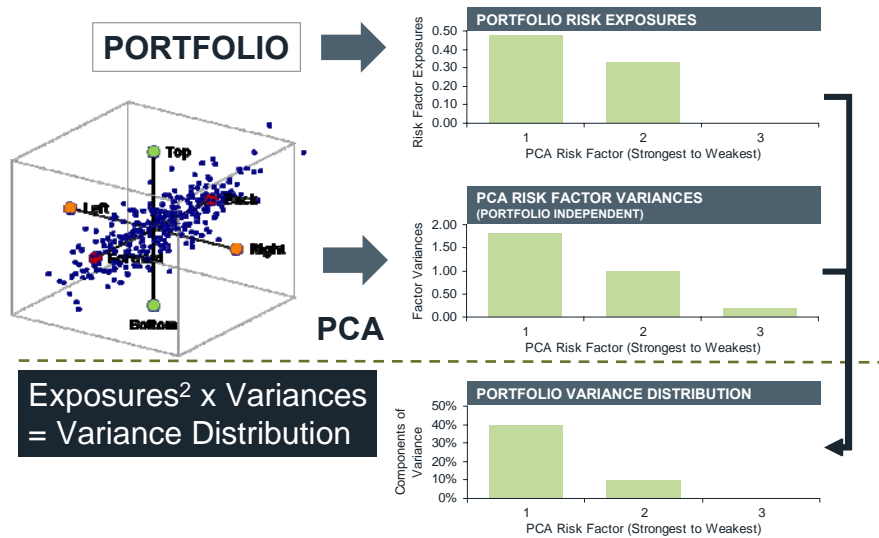 PORTFOLIO
PORTFOLIO RISK EXPOSURES
Risk Factor Exposures
0.50
0.40
0.30
0.20
0.10
0.00
1 2 3
PCA Risk Factor (Strongest to Weakest)
Top
Left
Back
Forward
Right
Bottom
PCA
PCA RISK FACTOR VARIANCES
(PORTFOLIO INDEPENDENT)
Factor Variances
2.00
1.50
1.00
0.50
0.00
1 2 3
PCA Risk Factor (Strongest to Weakest)
Exposures² x Variances
= Variance Distribution
PORTFOLIO VARIANCE DISTRIBUTION
Components of
Variance
50%
40%
30%
20%
10%
0%
1 2 3
PCA Risk Factor (Strongest to Weakest)